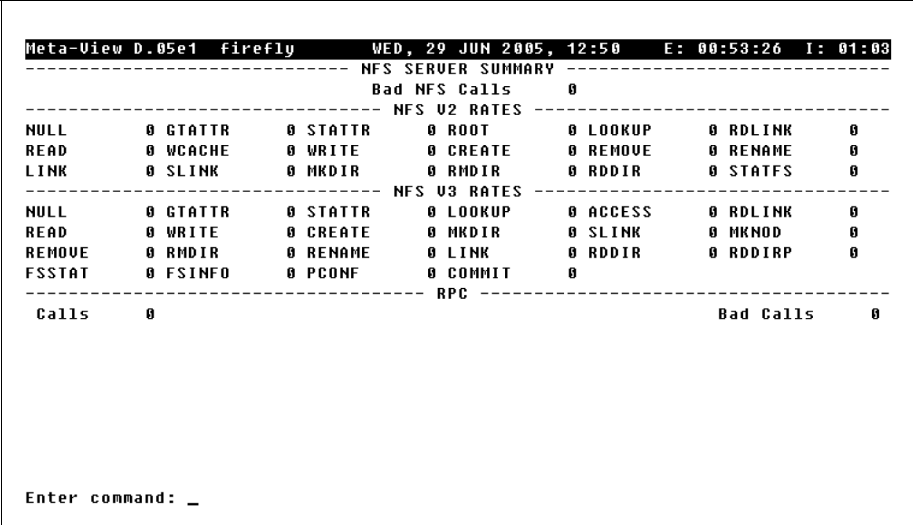 Meta-View D.05e1  firefly       WED, 29 JUN 2005, 12:50    E: 00:53:26  I: 01:03
------------------------------ NFS SERVER SUMMARY ------------------------------
                                Bad NFS Calls     0
--------------------------------- NFS V2 RATES ---------------------------------
NULL       0 GTATTR     0 STATTR     0 ROOT       0 LOOKUP     0 RDLINK     0
READ       0 WCACHE     0 WRITE      0 CREATE     0 REMOVE     0 RENAME     0
LINK       0 SLINK      0 MKDIR      0 RMDIR      0 RDDIR      0 STATFS     0
--------------------------------- NFS V3 RATES ---------------------------------
NULL       0 GTATTR     0 STATTR     0 LOOKUP     0 ACCESS     0 RDLINK     0
READ       0 WRITE      0 CREATE     0 MKDIR      0 SLINK      0 MKNOD      0
REMOVE     0 RMDIR      0 RENAME     0 LINK       0 RDDIR      0 RDDIRP     0
FSSTAT     0 FSINFO     0 PCONF      0 COMMIT     0
------------------------------------- RPC --------------------------------------
 Calls     0                                                    Bad Calls     0
Enter command: _